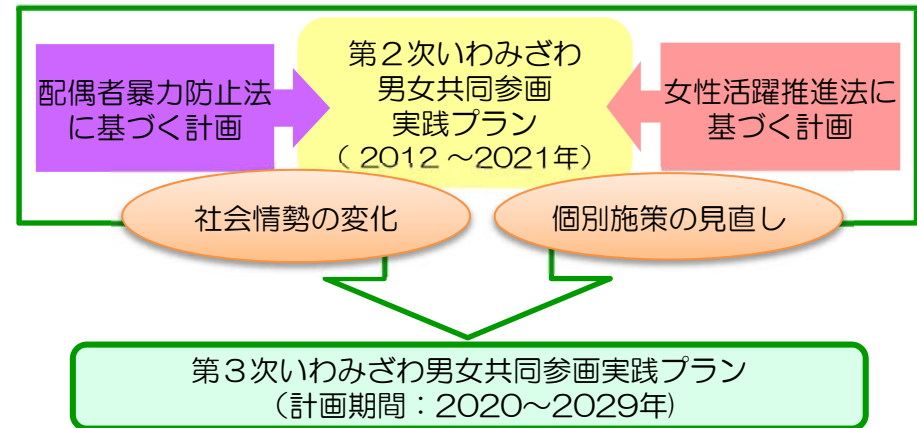 配偶者暴力防止法
に基づく計画
第２次いわみざわ
男女共同参画
実践プラン
（ 2012 ～2021年）
女性活躍推進法に
基づく計画
社会情勢の変化
個別施策の見直し
第３次いわみざわ男女共同参画実践プラン
（計画期間：2020～2029年)